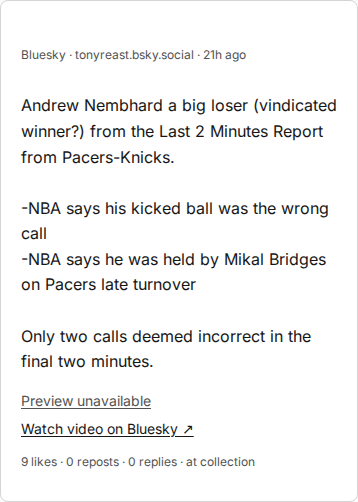 Bluesky · tonyreast.bsky.social · 21h ago
Andrew Nembhard a big loser (vindicated
winner?) from the Last 2 Minutes Report
from Pacers-Knicks.
-NBA says his kicked ball was the wrong
call
-NBA says he was held by Mikal Bridges
on Pacers late turnover
Only two calls deemed incorrect in the
final two minutes.
Preview unavailable
Watch video on Bluesky ↗
9 likes · 0 reposts · 0 replies · at collection